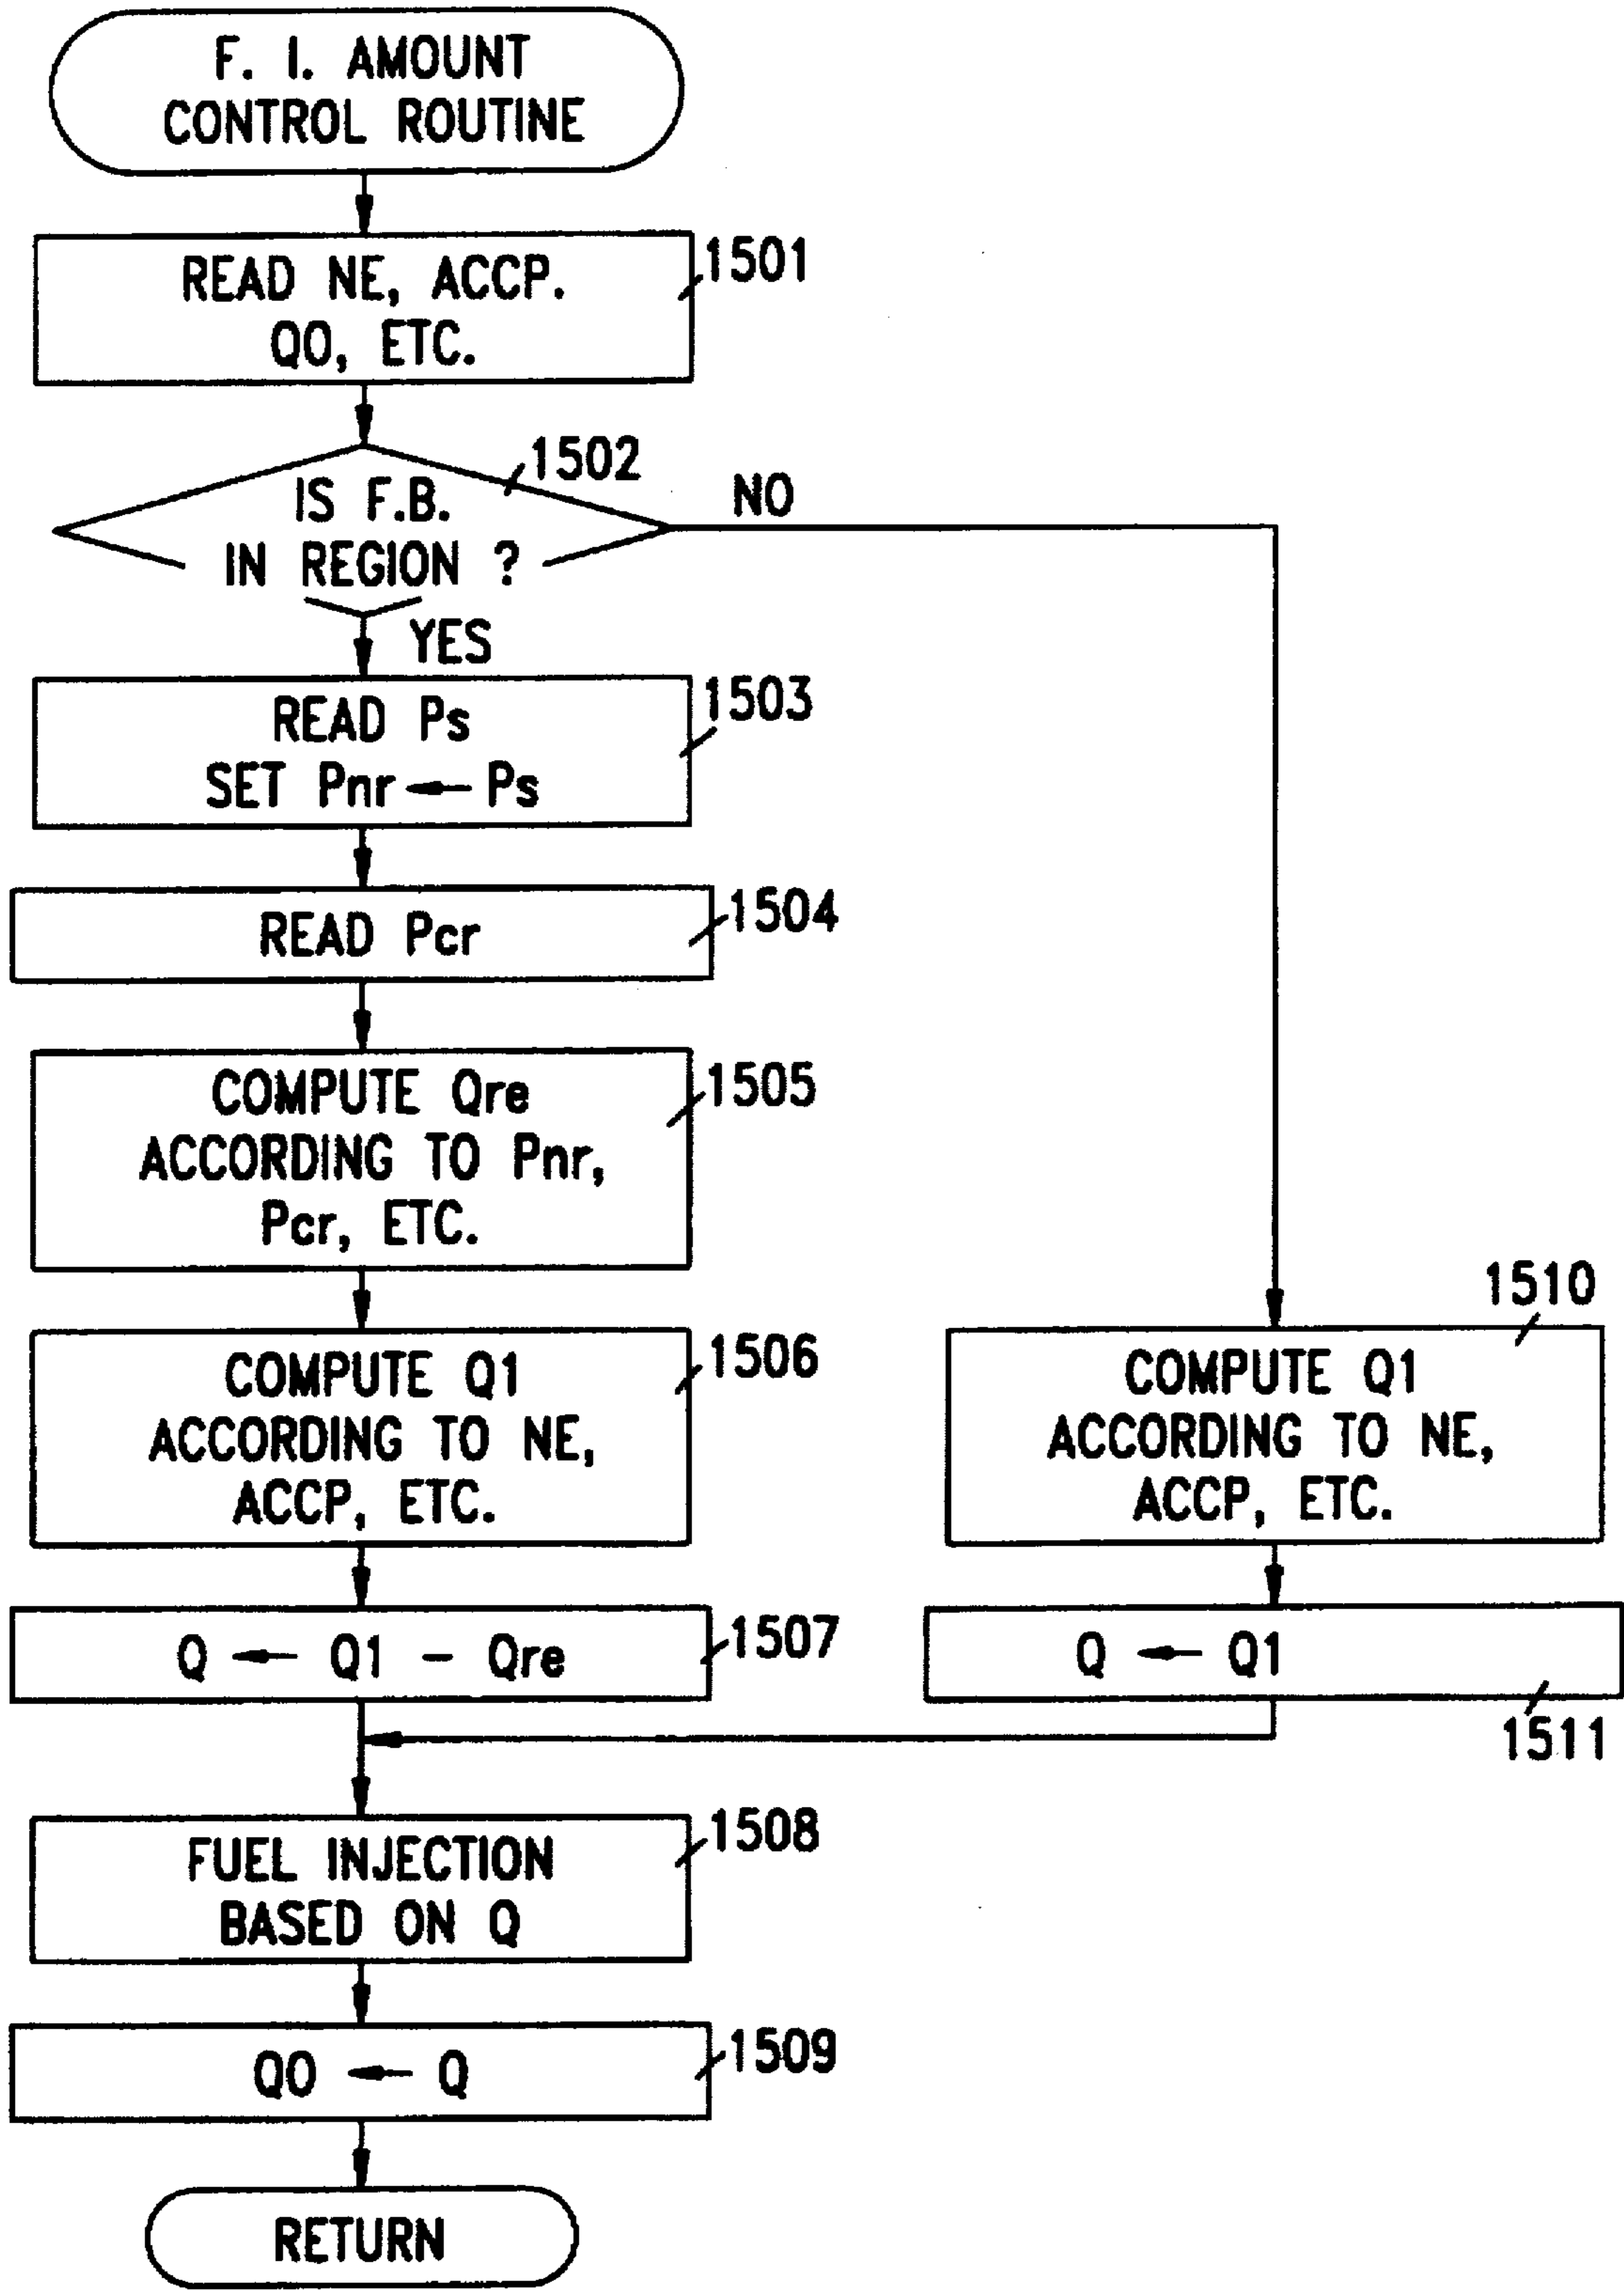 F. I. AMOUNT
CONTROL ROUTINE
READ NE, ACCP.
Q0, ETC.
1501
1502
IS F.B.
IN REGION ?
NO
YES
READ Ps
SET Pnr ← Ps
1503
READ Pcr
1504
COMPUTE Qre
ACCORDING TO Pnr,
Pcr, ETC.
1505
COMPUTE Q1
ACCORDING TO NE,
ACCP, ETC.
1506
1510
COMPUTE Q1
ACCORDING TO NE,
ACCP, ETC.
Q ← Q1 - Qre
1507
Q ← Q1
1511
FUEL INJECTION
BASED ON Q
1508
Q0 ← Q
1509
RETURN